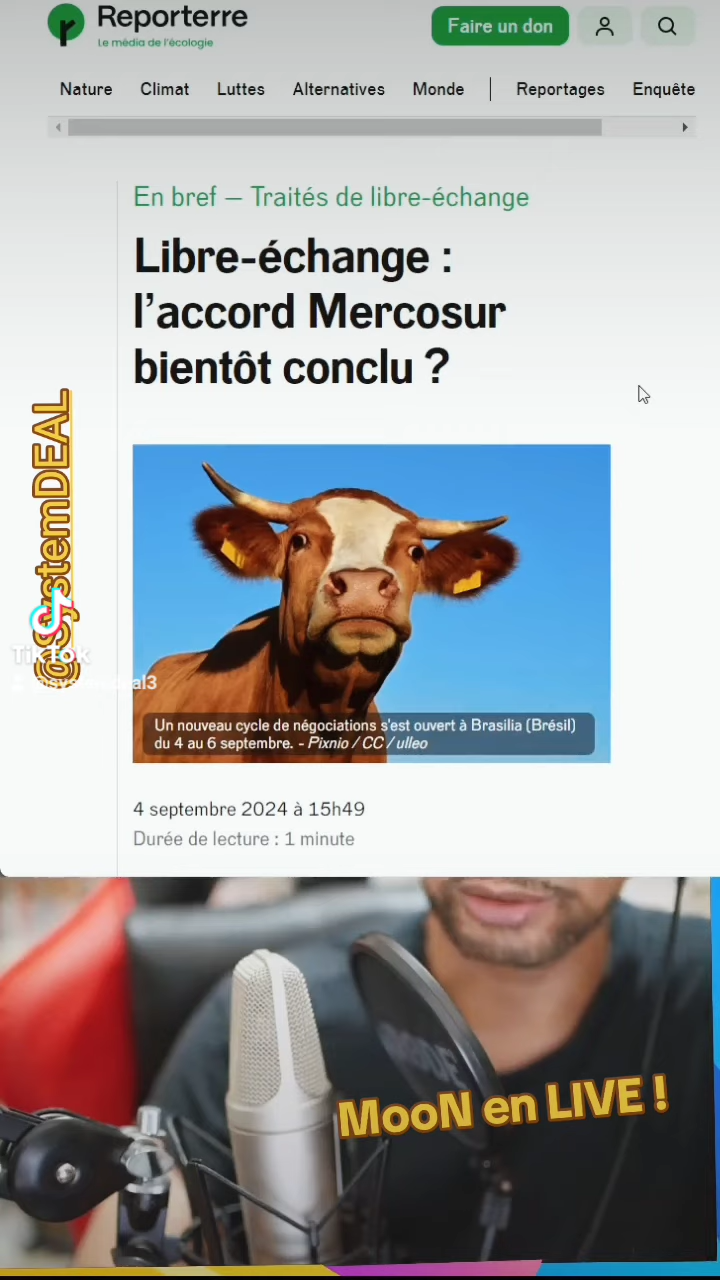 Reporterre
Le média de l'écologie
Faire un don
Nature Climat Luttes Alternatives Monde Reportages Enquête
En bref – Traités de libre-échange
Libre-échange :
l'accord Mercosur
bientôt conclu ?
@SystemDEAL
TikTok
Un nouveau cycle de négociations s'est ouvert à Brasilia (Brésil)
du 4 au 6 septembre. - Pixnio / CC / ulleo
4 septembre 2024 à 15h49
Durée de lecture : 1 minute
MooN en LIVE !